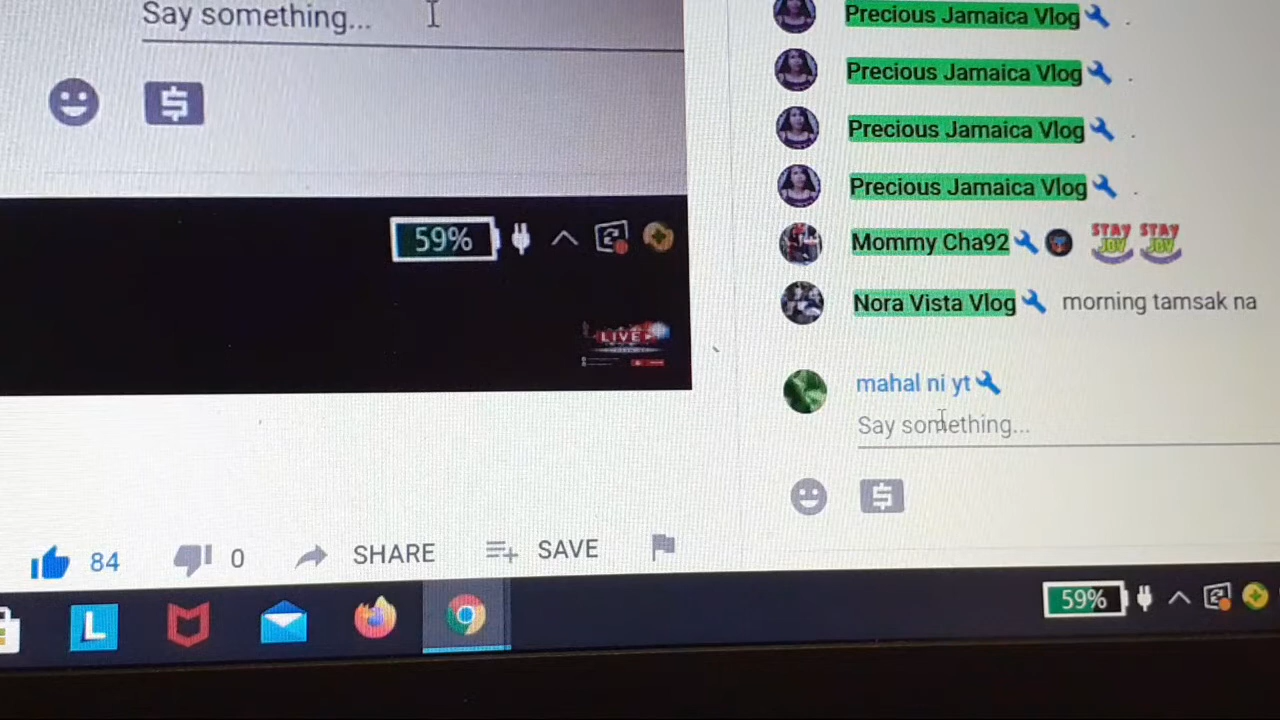 Say something...
59%
LIVE
Precious Jamaica Vlog .
Precious Jamaica Vlog .
Precious Jamaica Vlog .
Precious Jamaica Vlog .
Mommy Cha92 STAY JOY STAY JOY
Nora Vista Vlog morning tamsak na
mahal ni yt
Say something...
84 0 SHARE SAVE
L
59%